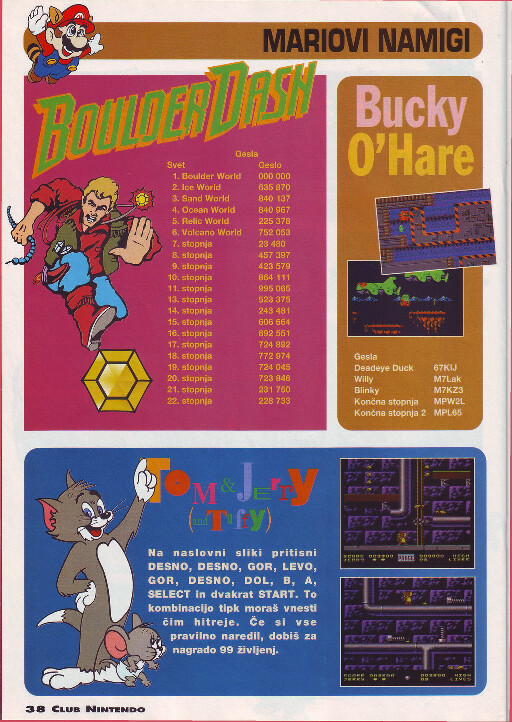 MARIOVI NAMIGI
BOULDER DASH
Gesla
Svet Geslo
1. Boulder World 000 000
2. Ice World 635 870
3. Sand World 840 137
4. Ocean World 840 967
5. Relic World 225 378
6. Volcano World 752 053
7. stopnja 23 480
8. stopnja 457 397
9. stopnja 423 579
10. stopnja 864 111
11. stopnja 995 065
13. stopnja 523 375
14. stopnja 243 481
15. stopnja 606 664
16. stopnja 692 551
17. stopnja 724 892
18. stopnja 772 974
19. stopnja 724 045
20. stopnja 723 846
21. stopnja 231 750
22. stopnja 228 733
Bucky
O'Hare
Gesla
Deadeye Duck 67KIJ
Willy M7Lak
Blinky M7KZ3
Končna stopnja MPW2L
Končna stopnja 2 MPL65
TOM & JERRY
(and Tuffy)
Na naslovni sliki pritisni
DESNO, DESNO, GOR, LEVO,
GOR, DESNO, DOL, B, A,
SELECT in dvakrat START. To
kombinacijo tipk moraš vnesti
čim hitreje. Če si vse
pravilno naredil, dobiš za
nagrado 99 življenj.
38 CLUB NINTENDO